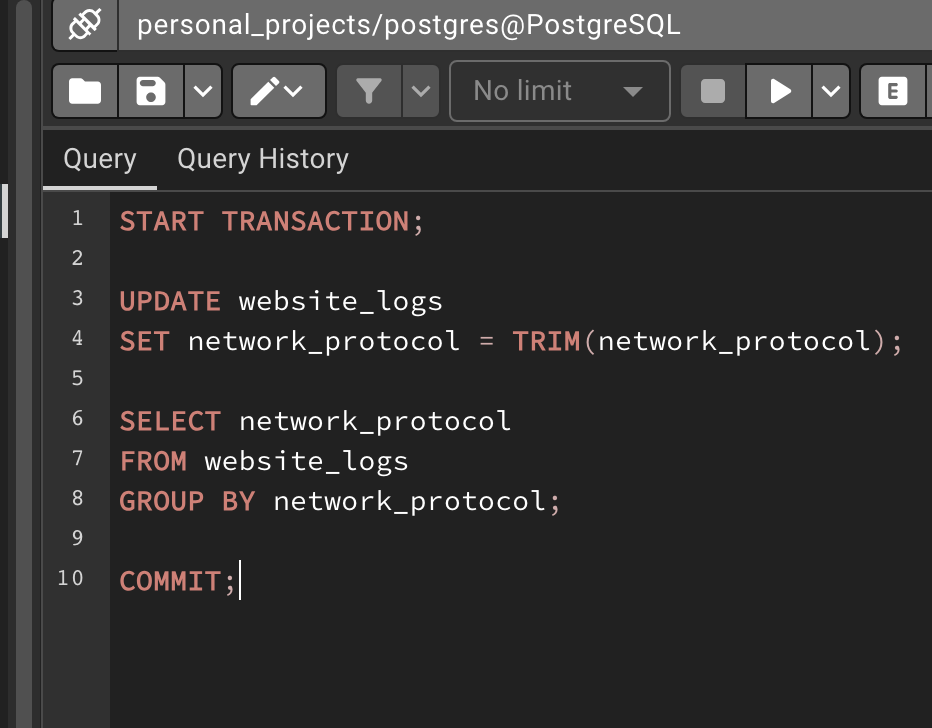 personal_projects/postgres@PostgreSQL
No limit
E
Query Query History
1 START TRANSACTION;
2
3 UPDATE website_logs
4 SET network_protocol = TRIM(network_protocol);
5
6 SELECT network_protocol
7 FROM website_logs
8 GROUP BY network_protocol;
9
10 COMMIT;